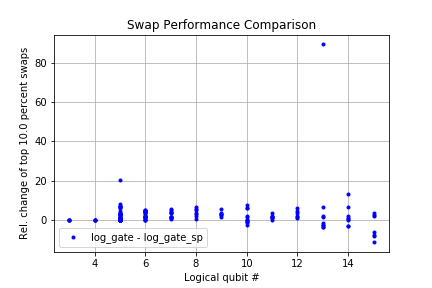 Swap Performance Comparison
Rel. change of top 10.0 percent swaps
80
60
40
20
0
log_gate - log_gate_sp
4 6 8 10 12 14
Logical qubit #